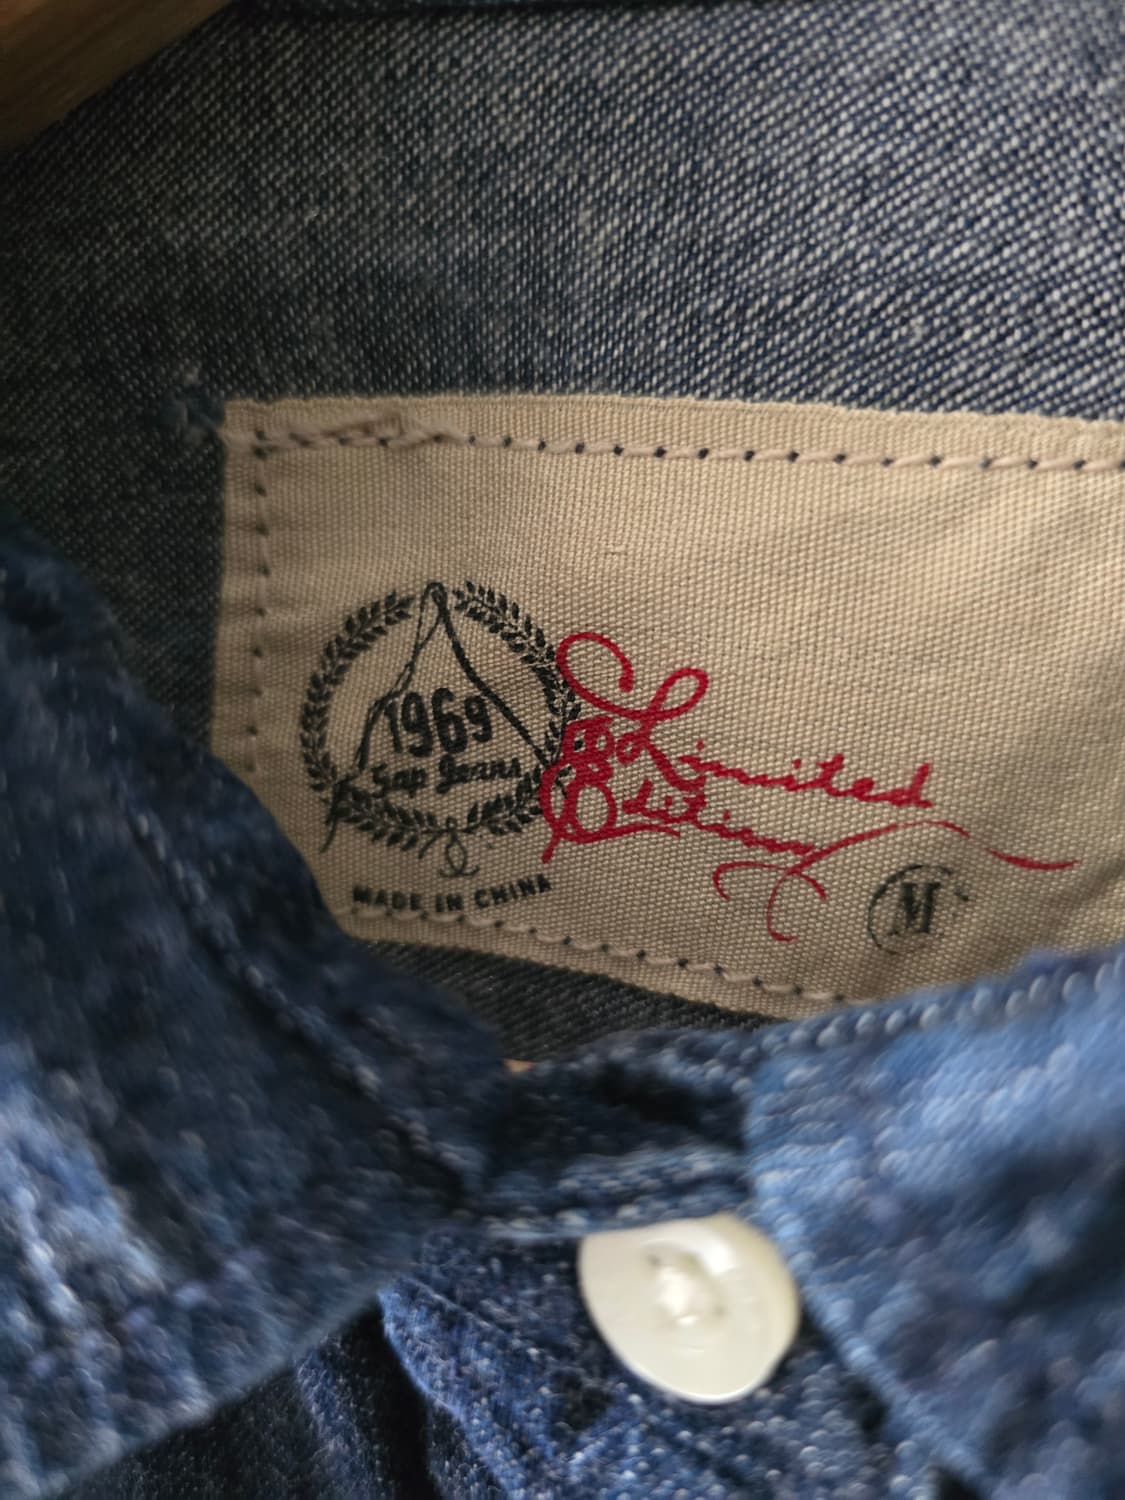 1969
Gap Jeans
Limited
Edition
MADE IN CHINA
M